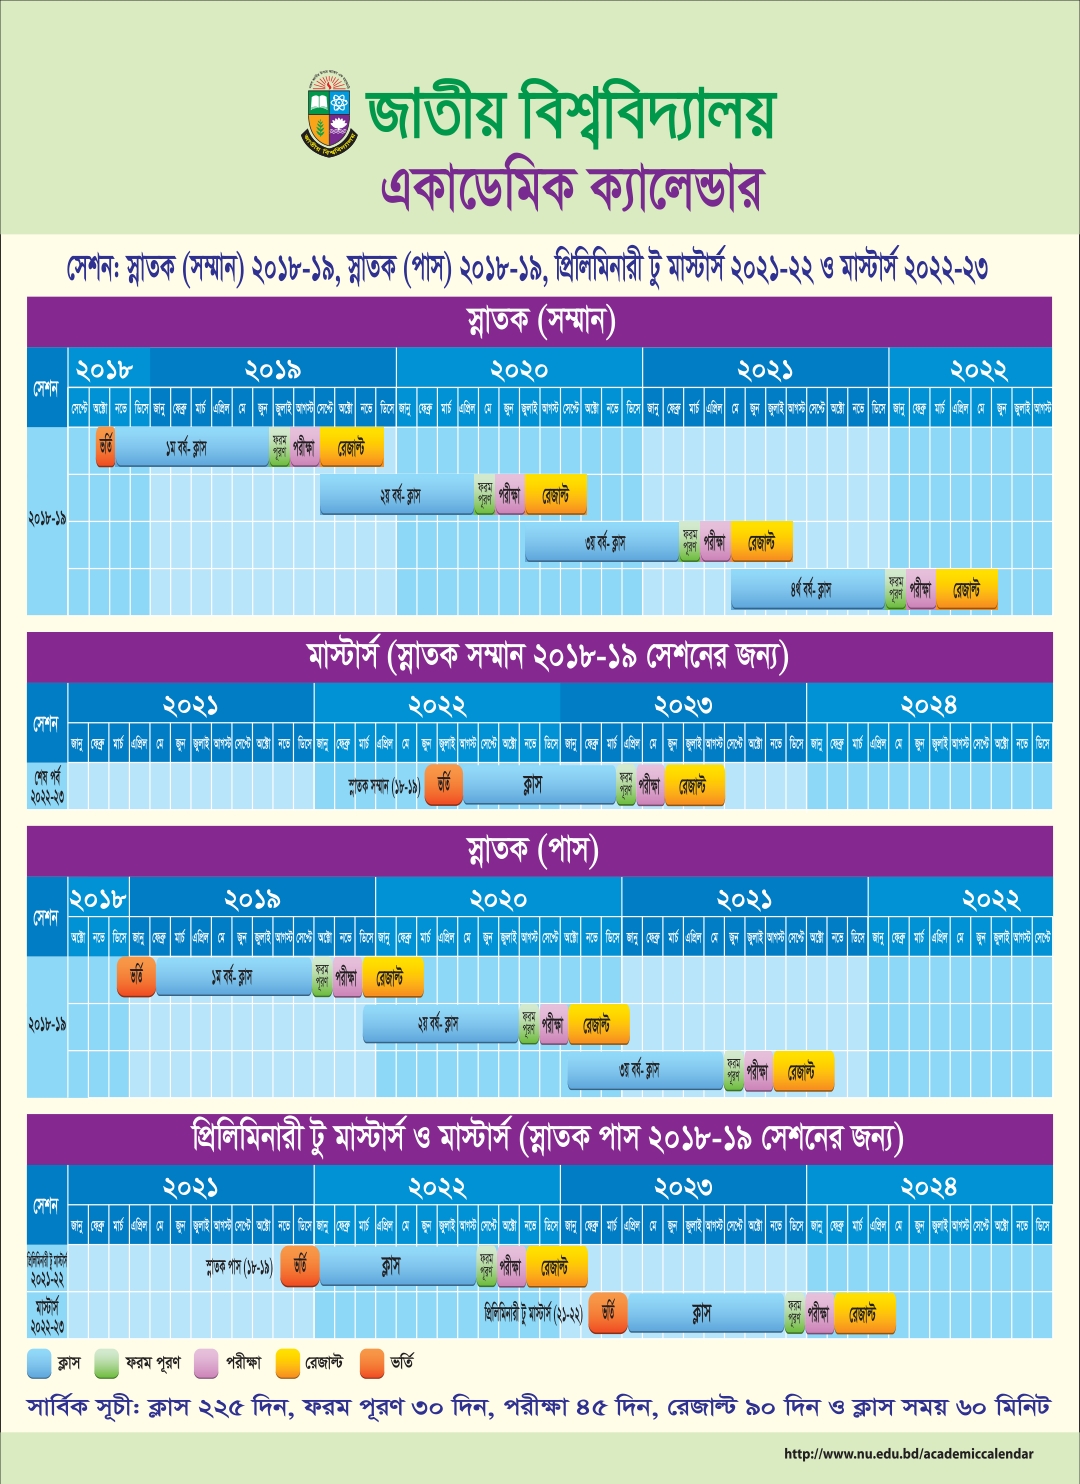 জাতীয় বিশ্ববিদ্যালয়
একাডেমিক ক্যালেন্ডার
সেশন: স্নাতক (সম্মান) ২০১৮-১৯, স্নাতক (পাস) ২০১৮-১৯, প্রিলিমিনারী টু মাস্টার্স ২০২১-২২ ও মাস্টার্স ২০২২-২৩
স্নাতক (সম্মান)
সেশন ২০১৮ ২০১৯ ২০২০ ২০২১ ২০২২
সেপ্টে অক্টো নভে ডিসে জানু ফেব্রু মার্চ এপ্রিল মে জুন জুলাই আগস্ট সেপ্টে অক্টো নভে ডিসে জানু ফেব্রু মার্চ এপ্রিল মে জুন জুলাই আগস্ট সেপ্টে অক্টো নভে ডিসে জানু ফেব্রু মার্চ এপ্রিল মে জুন জুলাই আগস্ট সেপ্টে অক্টো নভে ডিসে জানু ফেব্রু মার্চ এপ্রিল মে জুন জুলাই আগস্ট
ভর্তি ১ম বর্ষ- ক্লাস ফরম পূরণ পরীক্ষা রেজাল্ট
২য় বর্ষ- ক্লাস ফরম পূরণ পরীক্ষা রেজাল্ট
২০১৮-১৯
৩য় বর্ষ- ক্লাস ফরম পূরণ পরীক্ষা রেজাল্ট
৪র্থ বর্ষ- ক্লাস ফরম পূরণ পরীক্ষা রেজাল্ট
মাস্টার্স (স্নাতক সম্মান ২০১৮-১৯ সেশনের জন্য)
সেশন ২০২১ ২০২২ ২০২৩ ২০২৪
জানু ফেব্রু মার্চ এপ্রিল মে জুন জুলাই আগস্ট সেপ্টে অক্টো নভে ডিসে জানু ফেব্রু মার্চ এপ্রিল মে জুন জুলাই আগস্ট সেপ্টে অক্টো নভে ডিসে জানু ফেব্রু মার্চ এপ্রিল মে জুন জুলাই আগস্ট সেপ্টে অক্টো নভে ডিসে জানু ফেব্রু মার্চ এপ্রিল মে জুন জুলাই আগস্ট সেপ্টে অক্টো নভে ডিসে
শেষ পর্ব ২০২২-২৩ স্নাতক সম্মান (১৮-১৯) ভর্তি ক্লাস ফরম পূরণ পরীক্ষা রেজাল্ট
স্নাতক (পাস)
সেশন ২০১৮ ২০১৯ ২০২০ ২০২১ ২০২২
অক্টো নভে ডিসে জানু ফেব্রু মার্চ এপ্রিল মে জুন জুলাই আগস্ট সেপ্টে অক্টো নভে ডিসে জানু ফেব্রু মার্চ এপ্রিল মে জুন জুলাই আগস্ট সেপ্টে অক্টো নভে ডিসে জানু ফেব্রু মার্চ এপ্রিল মে জুন জুলাই আগস্ট সেপ্টে অক্টো নভে ডিসে জানু ফেব্রু মার্চ এপ্রিল মে জুন জুলাই আগস্ট সেপ্টে
ভর্তি ১ম বর্ষ- ক্লাস ফরম পূরণ পরীক্ষা রেজাল্ট
২০১৮-১৯ ২য় বর্ষ- ক্লাস ফরম পূরণ পরীক্ষা রেজাল্ট
৩য় বর্ষ- ক্লাস ফরম পূরণ পরীক্ষা রেজাল্ট
প্রিলিমিনারী টু মাস্টার্স ও মাস্টার্স (স্নাতক পাস ২০১৮-১৯ সেশনের জন্য)
সেশন ২০২১ ২০২২ ২০২৩ ২০২৪
জানু ফেব্রু মার্চ এপ্রিল মে জুন জুলাই আগস্ট সেপ্টে অক্টো নভে ডিসে জানু ফেব্রু মার্চ এপ্রিল মে জুন জুলাই আগস্ট সেপ্টে অক্টো নভে ডিসে জানু ফেব্রু মার্চ এপ্রিল মে জুন জুলাই আগস্ট সেপ্টে অক্টো নভে ডিসে জানু ফেব্রু মার্চ এপ্রিল মে জুন জুলাই আগস্ট সেপ্টে অক্টো নভে ডিসে
প্রিলিমিনারী টু মাস্টার্স ২০২১-২২ স্নাতক পাস (১৮-১৯) ভর্তি ক্লাস ফরম পূরণ পরীক্ষা রেজাল্ট
মাস্টার্স ২০২২-২৩ প্রিলিমিনারী টু মাস্টার্স (২১-২২) ভর্তি ক্লাস ফরম পূরণ পরীক্ষা রেজাল্ট
ক্লাস ফরম পূরণ পরীক্ষা রেজাল্ট ভর্তি
সার্বিক সূচী: ক্লাস ২২৫ দিন, ফরম পূরণ ৩০ দিন, পরীক্ষা ৪৫ দিন, রেজাল্ট ৯০ দিন ও ক্লাস সময় ৬০ মিনিট
http://www.nu.edu.bd/academiccalendar